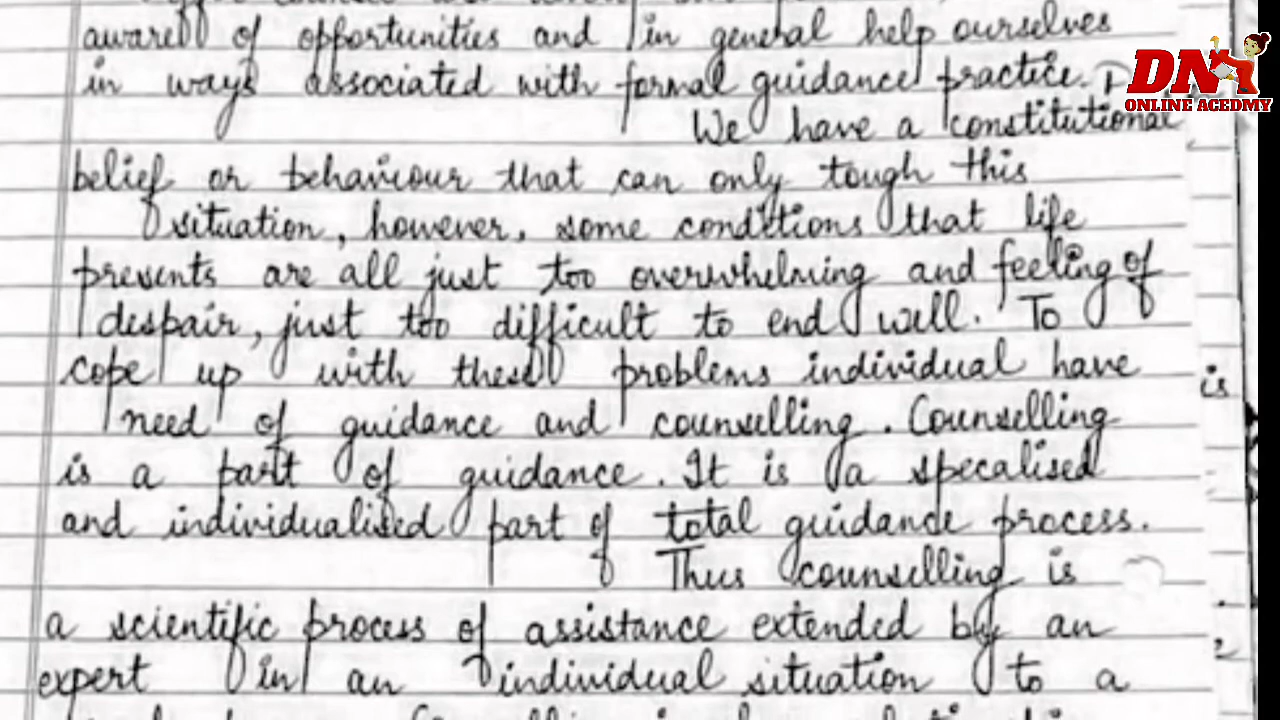 aware of opportunities and in general help ourselves
in ways associated with formal guidance practice.
We have a constitutional
belief or behaviour that can only tough this
situation, however, some conditions that life
presents are all just too overwhelming and feeling of
despair, just too difficult to end well. To
cope up with these problems individual have
need of guidance and counselling. Counselling
is a part of guidance. It is a specalised
and individualised part of total guidance process.
Thus counselling is
a scientific process of assistance extended by an
expert in an individual situation to a
is
2
DNA
ONLINE ACEDMY